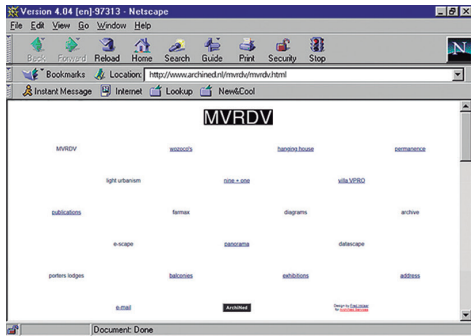 Version 4.04 [en]-97313 - Netscape
File Edit View Go Window Help
Back Forward Reload Home Search Guide Print Security Stop
N
Bookmarks Location: http://www.archined.nl/mvrdv/mvrdv.html
Instant Message Internet Lookup New&Cool
MVRDV
MVRDV wozoco's hanging house permanence
light urbanism nine + one villa VPRO
publications farmax diagrams archive
e-scape panorama datascape
porters lodges balconies exhibitions address
e-mail ArchiNed Design by
for
Document: Done